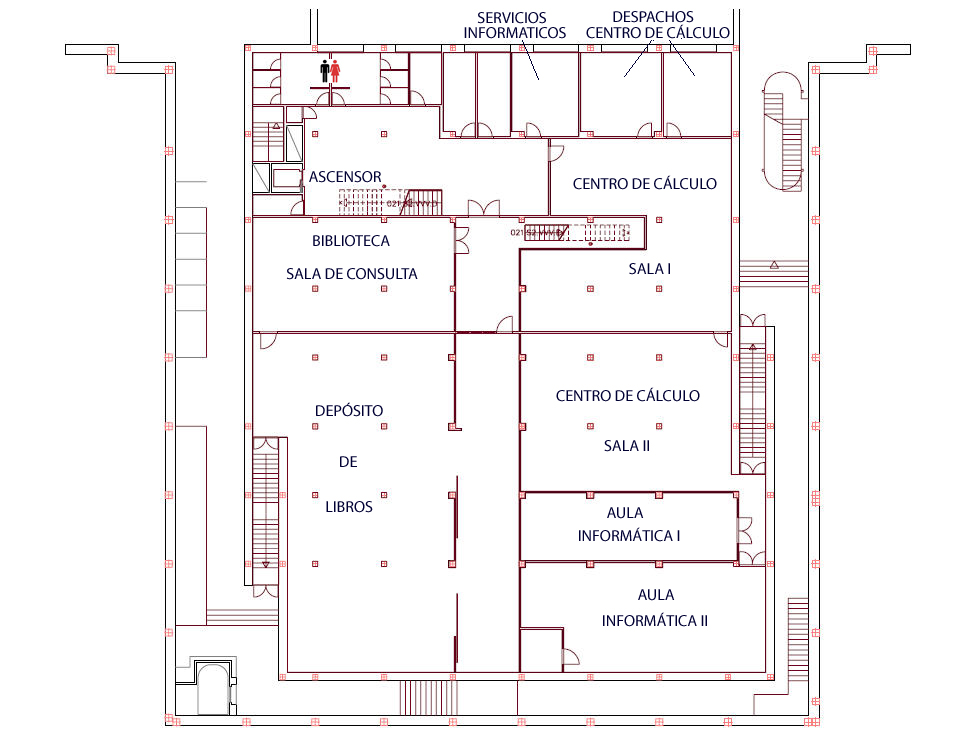 SERVICIOS
INFORMATICOS
DESPACHOS
CENTRO DE CÁLCULO
ASCENSOR
CENTRO DE CÁLCULO
SALA I
BIBLIOTECA
SALA DE CONSULTA
DEPÓSITO
DE
LIBROS
CENTRO DE CÁLCULO
SALA II
AULA
INFORMÁTICA I
AULA
INFORMÁTICA II